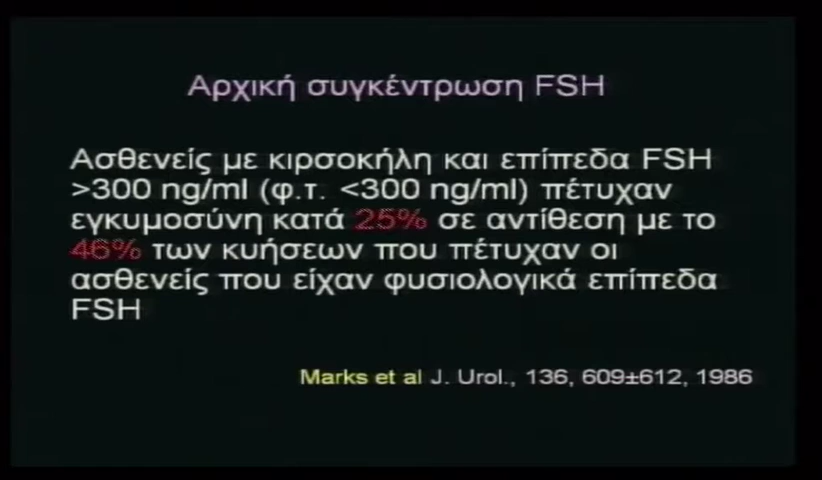 Αρχική συγκέντρωση FSH
Ασθενείς με κιρσοκήλη και επίπεδα FSH
>300 ng/ml (φ.τ. <300 ng/ml) πέτυχαν
εγκυμοσύνη κατά 25% σε αντίθεση με το
46% των κυήσεων που πέτυχαν οι
ασθενείς που είχαν φυσιολογικά επίπεδα
FSH
Marks et al J. Urol., 136, 609±612, 1986